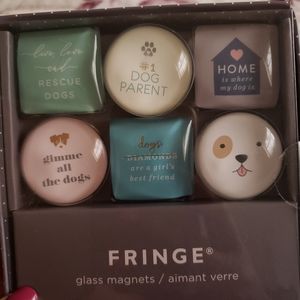 live, love
and
RESCUE
DOGS
#1
DOG
PARENT
HOME
is where
my dog is
gimme
all the
dogs
dogs
DIAMONDS
are a girl's
best friend
FRINGE®
glass magnets / aimant verre